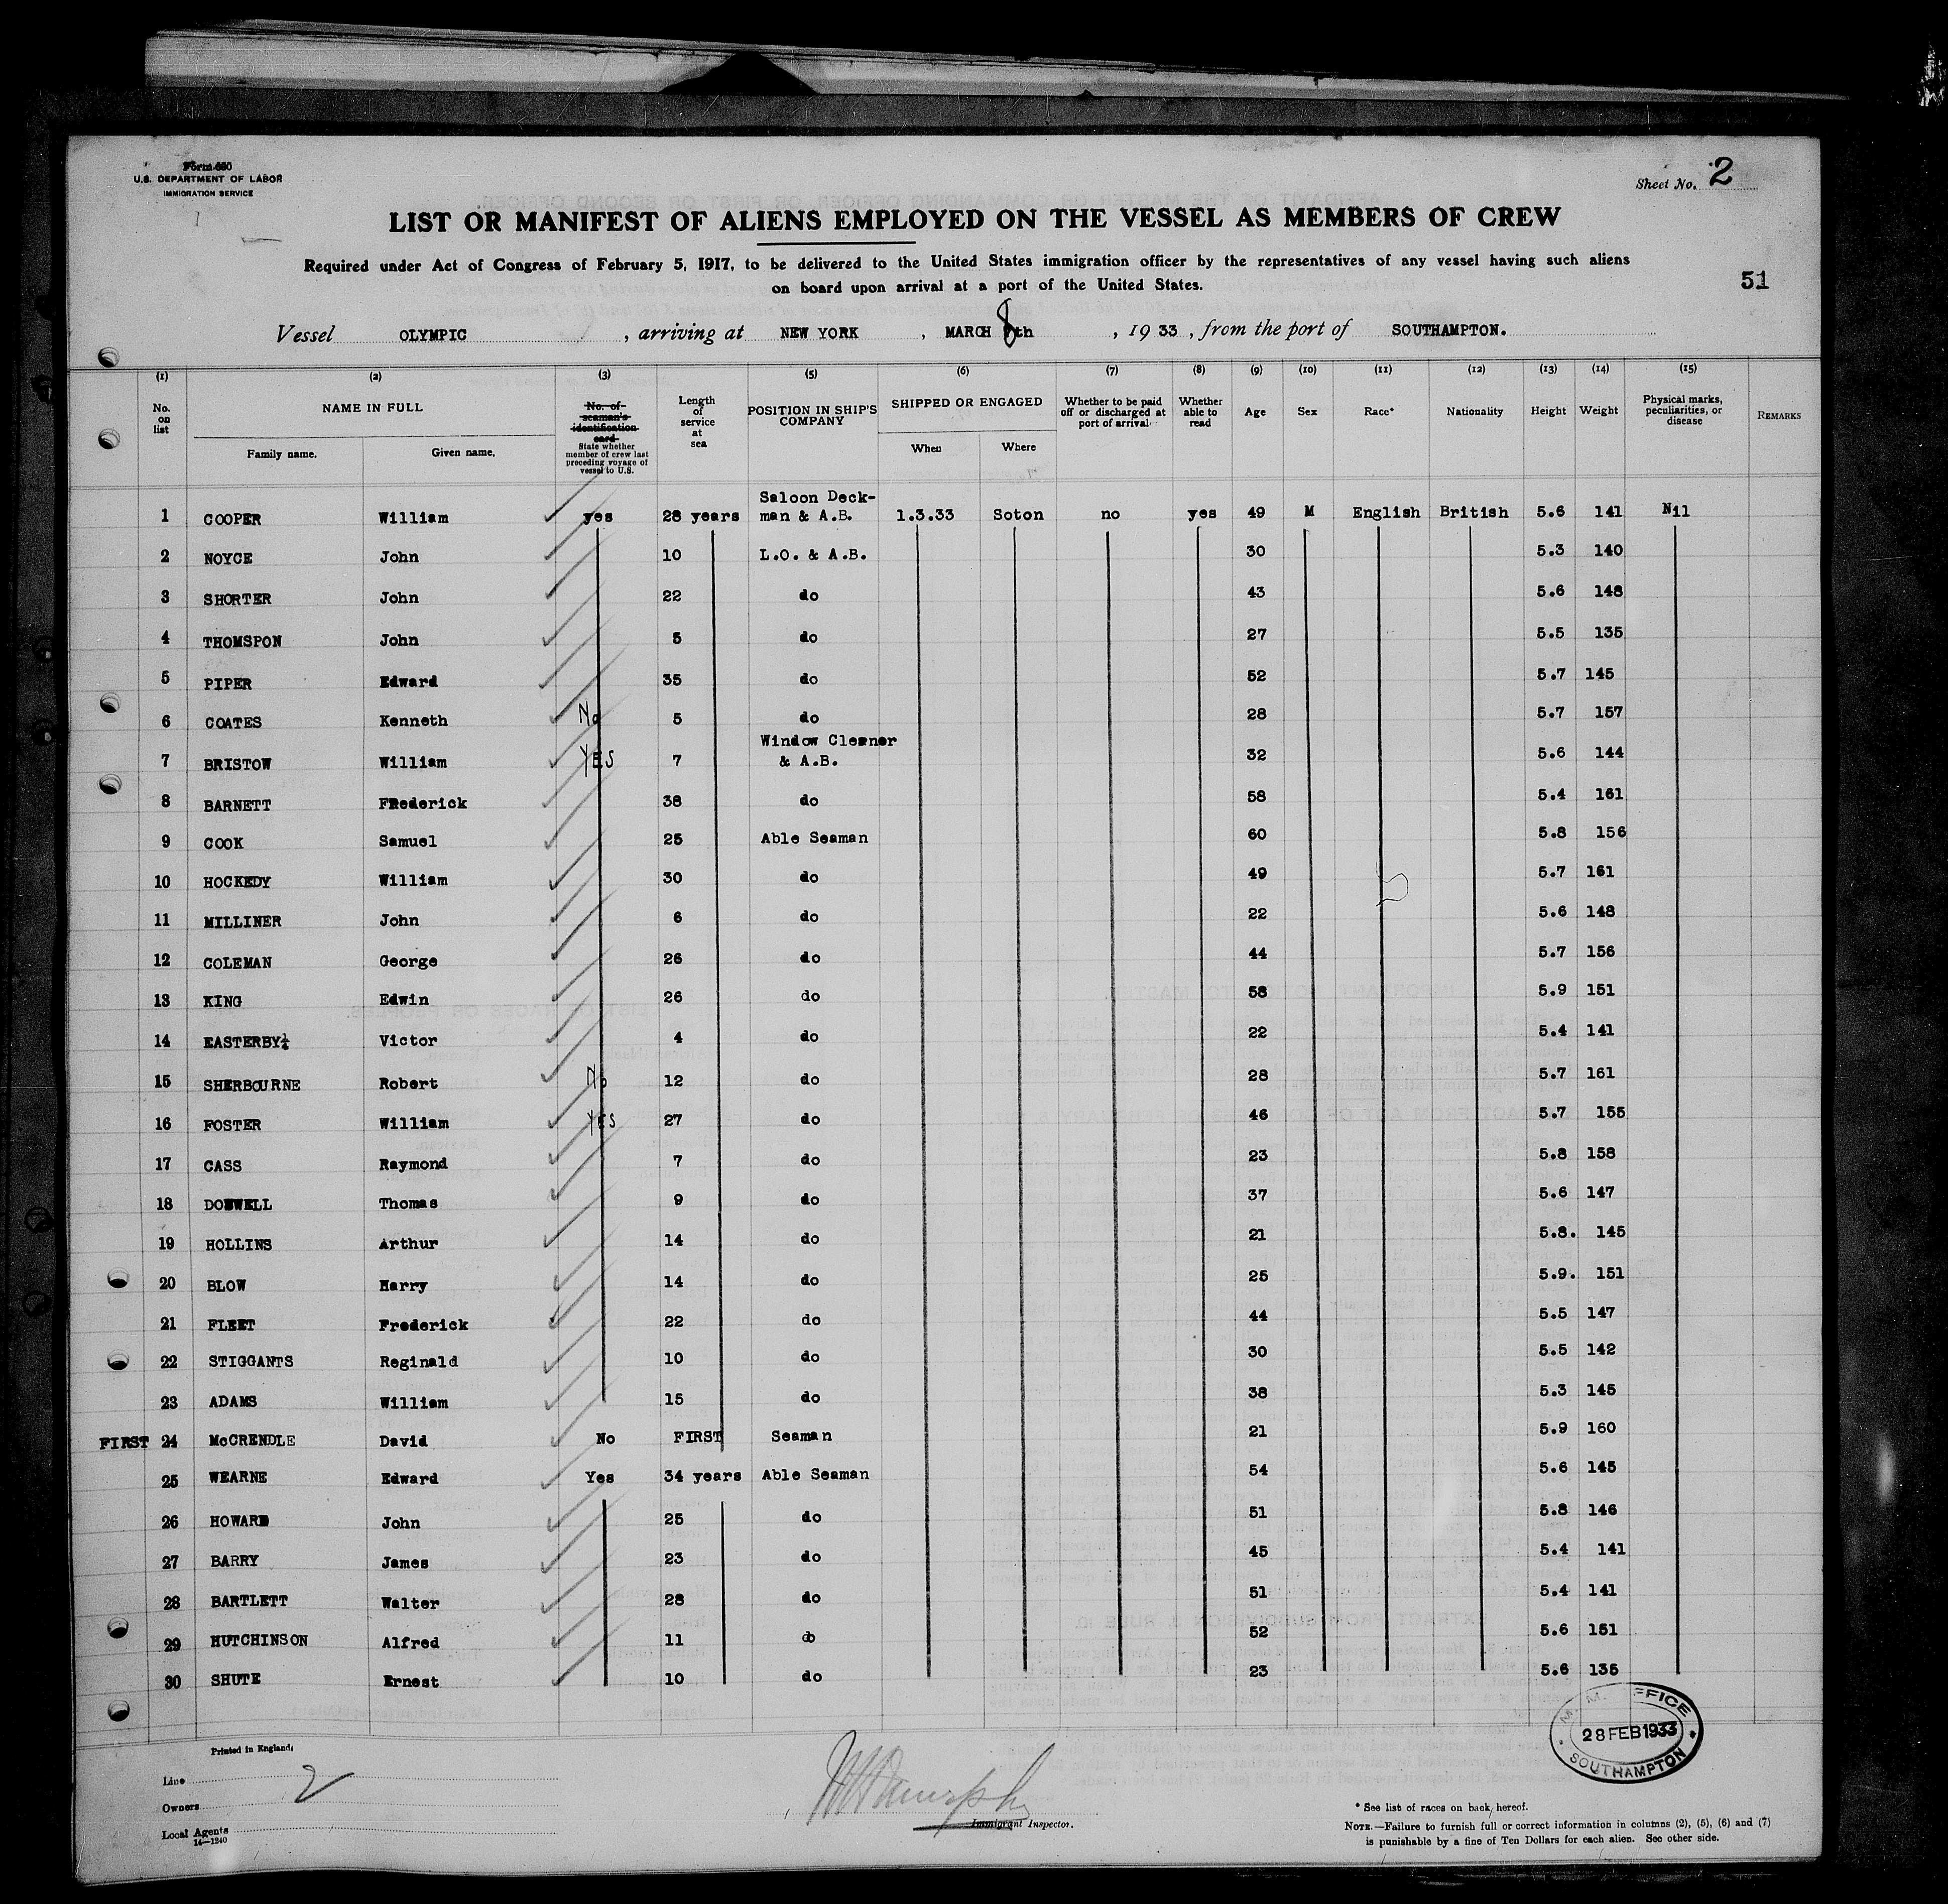 Form 680
U.S. DEPARTMENT OF LABOR
IMMIGRATION SERVICE
Sheet No. 2
LIST OR MANIFEST OF ALIENS EMPLOYED ON THE VESSEL AS MEMBERS OF CREW
Required under Act of Congress of February 5, 1917, to be delivered to the United States immigration officer by the representatives of any vessel having such aliens
on board upon arrival at a port of the United States.
51
Vessel OLYMPIC , arriving at NEW YORK , MARCH 8th , 19 33 , from the port of SOUTHAMPTON.
(1) (2) (3) (5) (6) (7) (8) (9) (10) (11) (12) (13) (14) (15)
No. on list
NAME IN FULL
Family name. Given name.
No. of seaman's identification card
State whether member of crew last preceding voyage of vessel to U.S.
Length of service at sea
POSITION IN SHIP'S COMPANY
SHIPPED OR ENGAGED
When Where
Whether to be paid off or discharged at port of arrival
Whether able to read
Age Sex Race* Nationality Height Weight
Physical marks, peculiarities, or disease
REMARKS
1 COOPER William yes 28 years Saloon Deck-man & A.B. 1.3.33 Soton no yes 49 M English British 5.6 141 Nil
2 NOYCE John 10 L.O. & A.B. 30 5.3 140
3 SHORTER John 22 do 43 5.6 148
4 THOMSPON John 5 do 27 5.5 135
5 PIPER Edward 35 do 52 5.7 145
6 COATES Kenneth No 5 do 28 5.7 157
7 BRISTOW William YES 7 Window Cleaner & A.B. 32 5.6 144
8 BARNETT FRederick 38 do 58 5.4 161
9 COOK Samuel 25 Able Seaman 60 5.8 156
10 HOCKEDY William 30 do 49 5.7 161
11 MILLINER John 6 do 22 5.6 148
12 COLEMAN George 26 do 44 5.7 156
13 KING Edwin 26 do 58 5.9 151
14 EASTERBY Victor 4 do 22 5.4 141
15 SHERBOURNE Robert No 12 do 28 5.7 161
16 FOSTER William YES 27 do 46 5.7 155
17 CASS Raymond 7 do 23 5.8 158
18 DOWWELL Thomas 9 do 37 5.6 147
19 HOLLINS Arthur 14 do 21 5.8. 145
20 BLOW Harry 14 do 25 5.9. 151
21 FLEET Frederick 22 do 44 5.5 147
22 STIGGANTS Reginald 10 do 30 5.5 142
23 ADAMS William 15 do 38 5.3 145
FIRST 24 McCRENDLE David No FIRST Seaman 21 5.9 160
25 WEARNE Edward Yes 34 years Able Seaman 54 5.6 145
26 HOWARD John 25 do 51 5.8 146
27 BARRY James 23 do 45 5.4 141
28 BARTLETT Walter 28 do 51 5.4 141
29 HUTCHINSON Alfred 11 do 52 5.6 151
30 SHUTE Ernest 10 do 23 5.6 135
OFFICE
28 FEB 1933
SOUTHAMPTON
Printed in England.
Line
2
Owners
Local Agents
14—1240
Immigrant Inspector.
* See list of races on back hereof.
NOTE.—Failure to furnish full or correct information in columns (2), (5), (6) and (7)
is punishable by a fine of Ten Dollars for each alien. See other side.